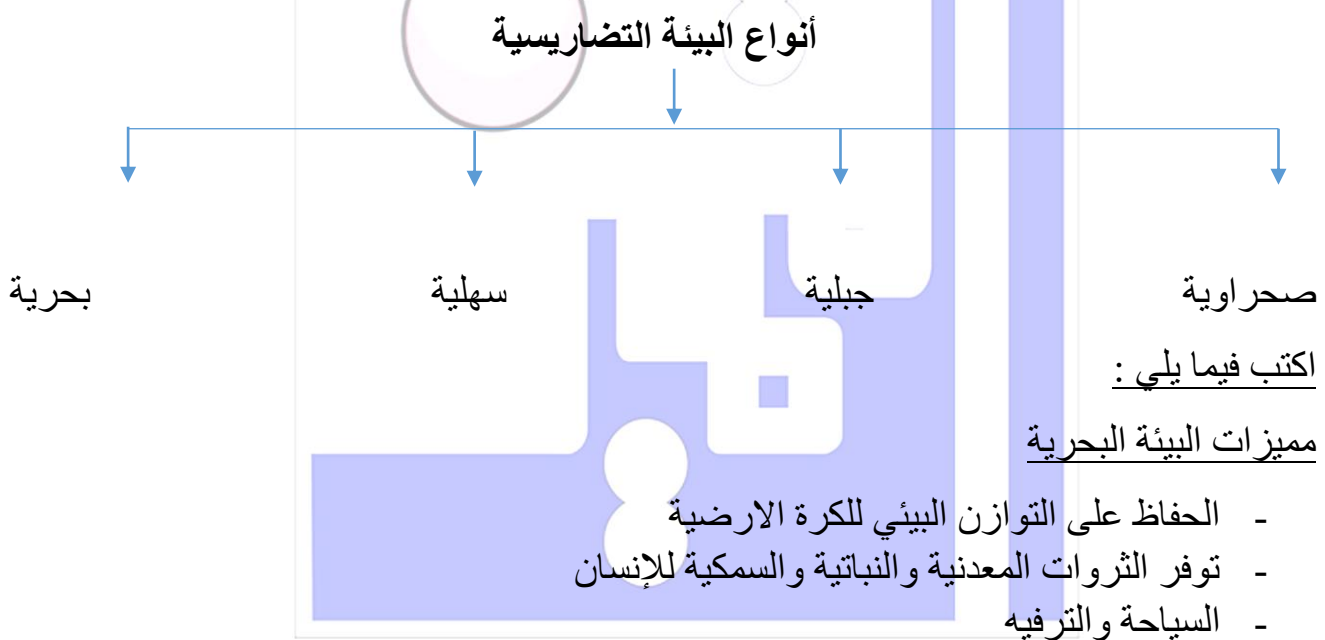 أنواع البيئة التضاريسية
صحراوية جبلية سهلية بحرية
اكتب فيما يلي :
مميزات البيئة البحرية
- الحفاظ على التوازن البيئي للكرة الارضية
- توفر الثروات المعدنية والنباتية والسمكية للإنسان
- السياحة والترفيه